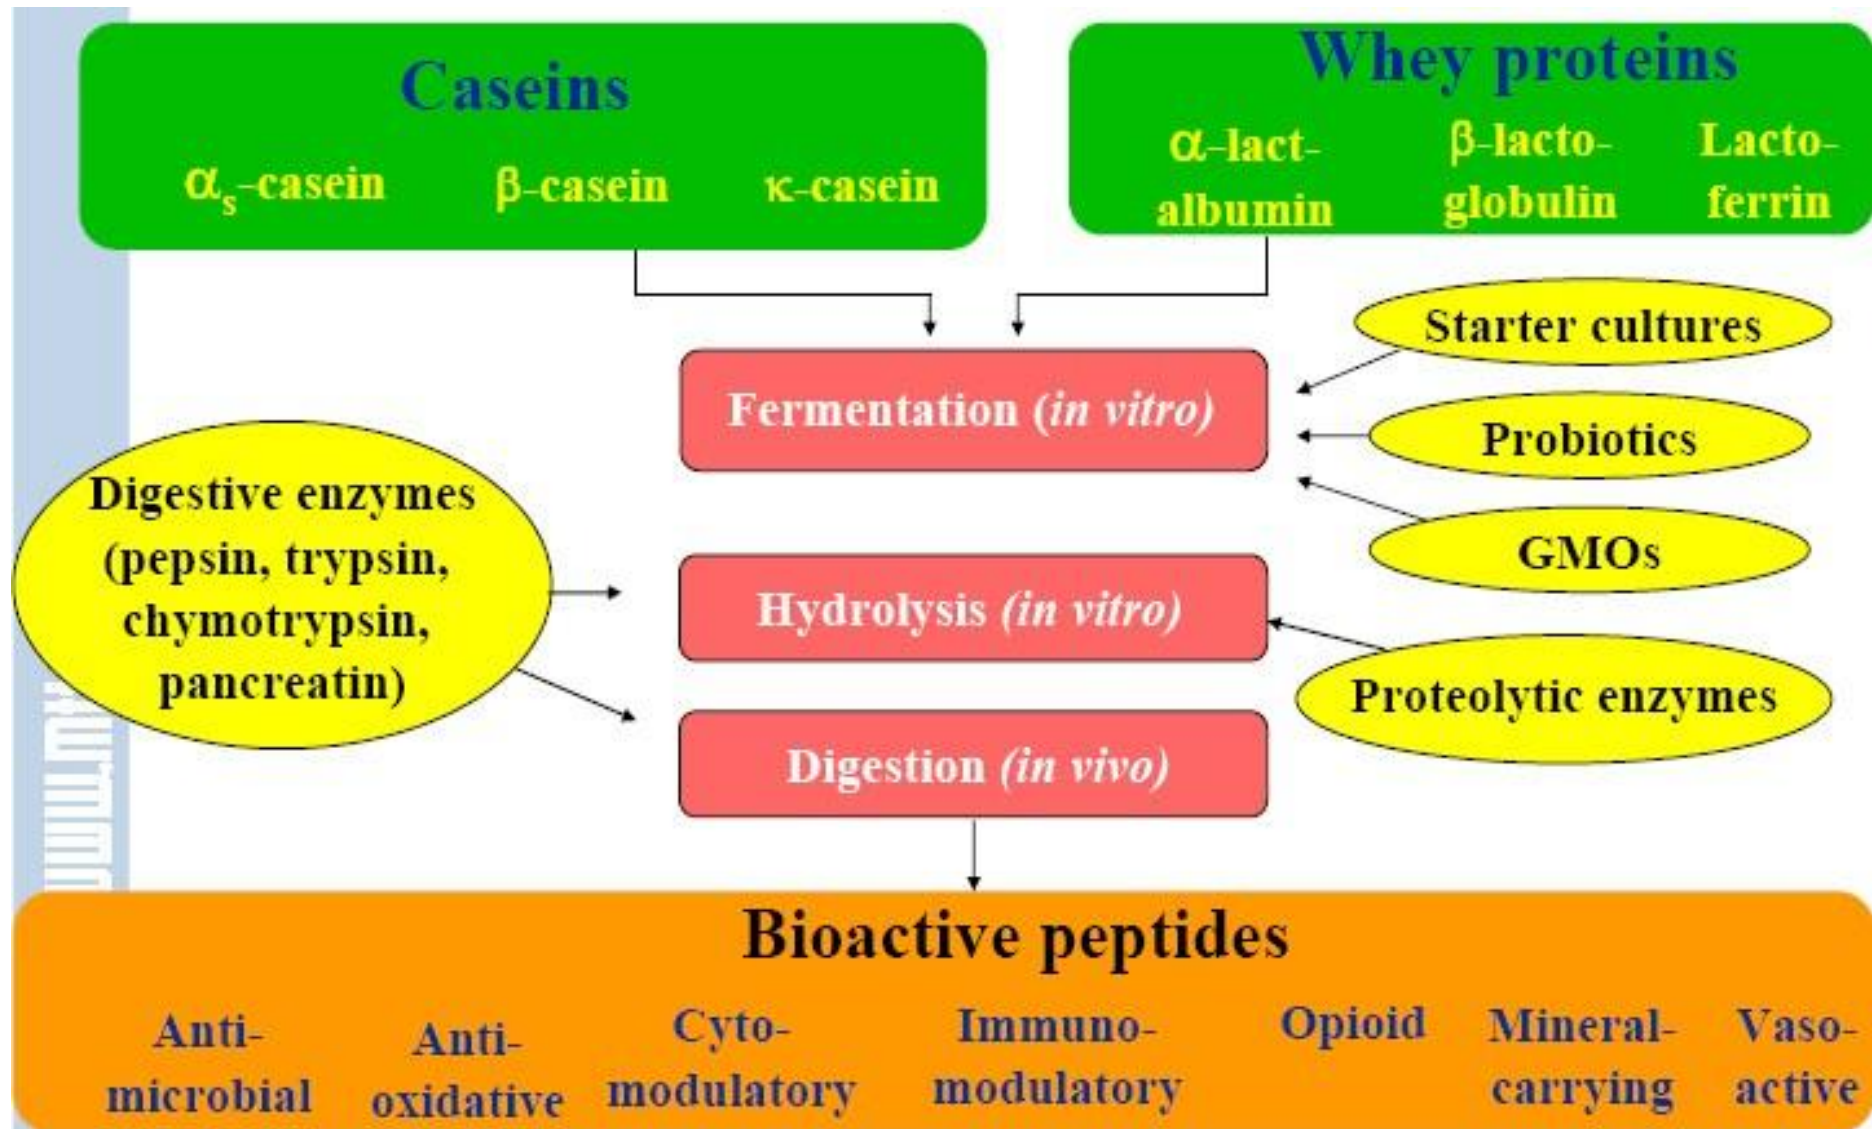 Caseins
αs-casein β-casein κ-casein
Whey proteins
α-lact-
albumin
β-lacto-
globulin
Lacto-
ferrin
Starter cultures
Fermentation (in vitro)
Probiotics
Digestive enzymes
(pepsin, trypsin,
chymotrypsin,
pancreatin)
GMOs
Hydrolysis (in vitro)
Proteolytic enzymes
Digestion (in vivo)
Bioactive peptides
Anti-
microbial
Anti-
oxidative
Cyto-
modulatory
Immuno-
modulatory
Opioid
Mineral-
carrying
Vaso-
active